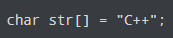 char str[] = "C++";